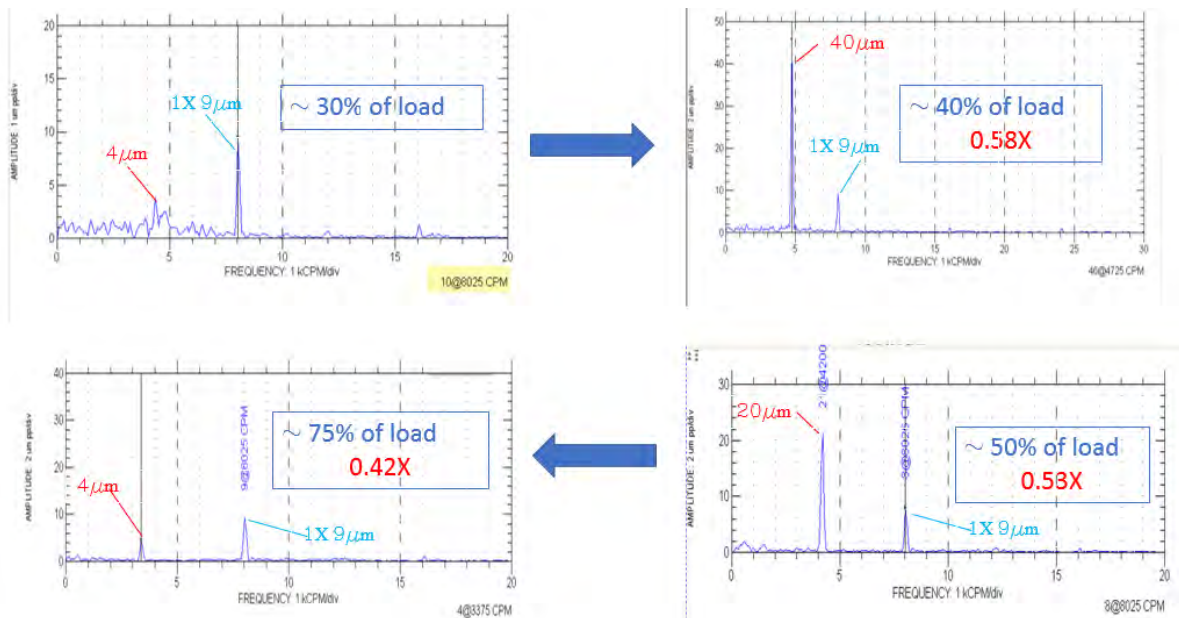 20
15
10
5
0
AMPLITUDE: 1 um pp/div
4μm
1X 9μm
~ 30% of load
0
5
10
15
20
FREQUENCY: 1 kCPM/div
10@8025 CPM
50
40
30
20
10
0
AMPLITUDE: 2 um pp/div
40μm
1X 9μm
~ 40% of load
0.58X
0
5
10
15
20
25
30
FREQUENCY: 1 kCPM/div
46@4725 CPM
40
30
20
10
0
AMPLITUDE: 2 um pp/div
4μm
9@8025 CPM
~ 75% of load
0.42X
1X 9μm
0
5
10
15
20
FREQUENCY: 1 kCPM/div
4@3375 CPM
30
20
10
0
AMPLITUDE: 2 um pp/div
20μm
8@8025 CPM
~ 50% of load
0.53X
1X 9μm
0
5
10
15
20
FREQUENCY: 1 kCPM/div
8@8025 CPM